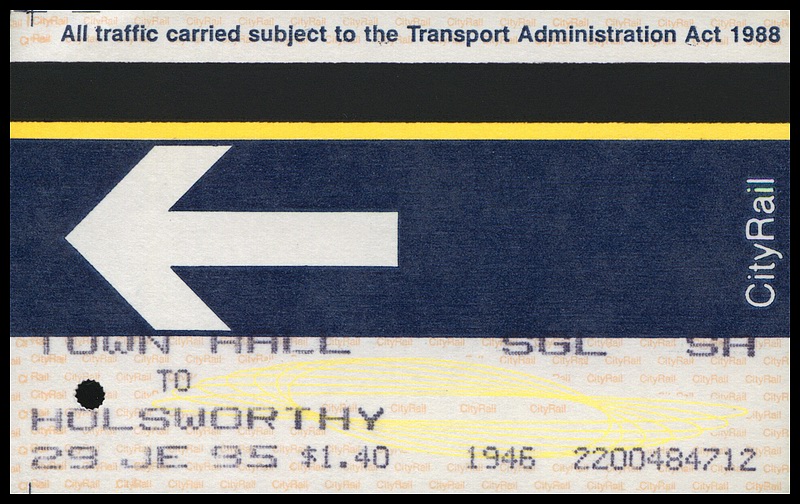 All traffic carried subject to the Transport Administration Act 1988
CityRail
TOWN HALL SGL SH
TO
HOLSWORTHY
29 JE 95 $1.40 1946 2200484712